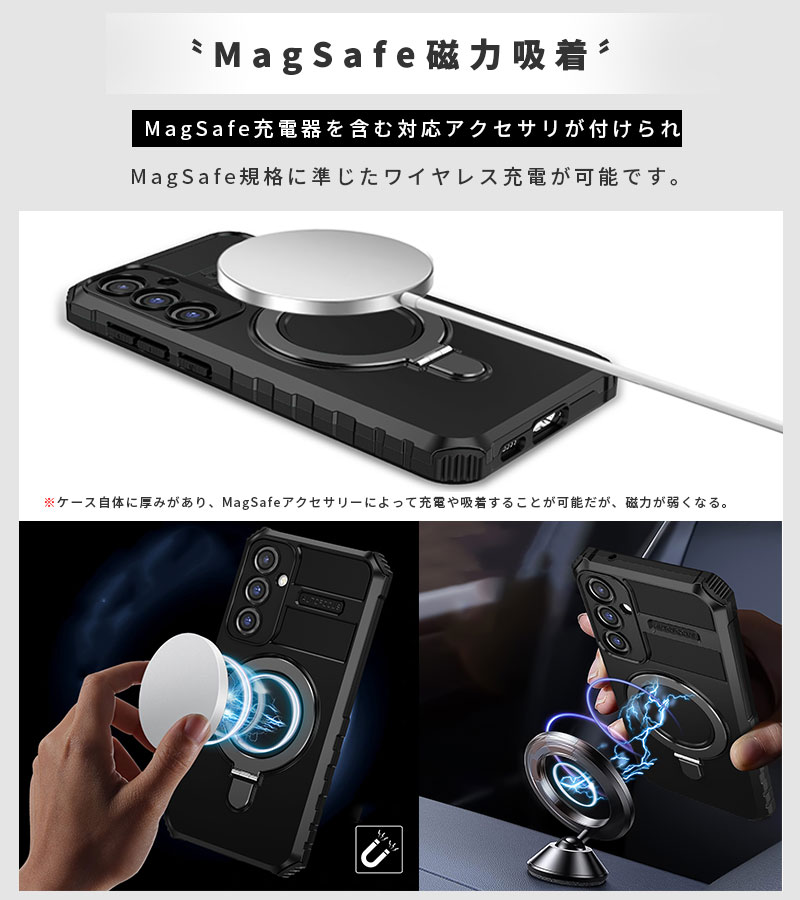 〝MagSafe磁力吸着〞
MagSafe充電器を含む対応アクセサリが付けられ
MagSafe規格に準じたワイヤレス充電が可能です。
※ケース自体に厚みがあり、MagSafeアクセサリーによって充電や吸着することが可能だが、磁力が弱くなる。